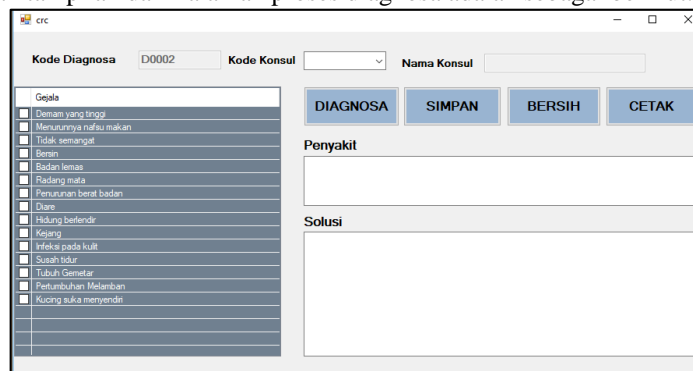 crc
Kode Diagnosa D0002 Kode Konsul Nama Konsul
DIAGNOSA SIMPAN BERSIH CETAK
Gejala
Demam yang tinggi
Menurunnya nafsu makan
Tidak semangat
Bersin
Badan lemas
Radang mata
Penurunan berat badan
Diare
Hidung berlendir
Kejang
Infeksi pada kulit
Susah tidur
Tubuh Gemetar
Pertumbuhan Melamban
Kucing suka menyendiri
Penyakit
Solusi